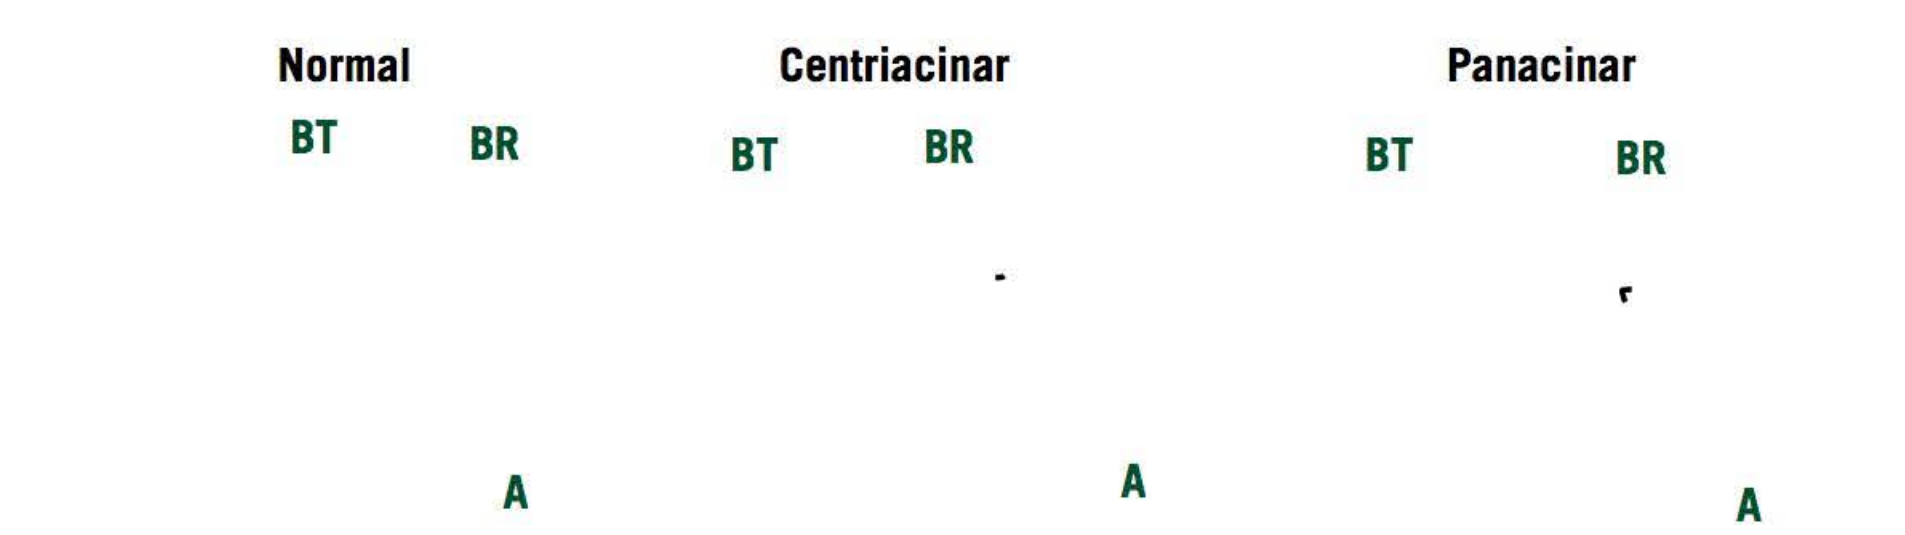 Normal Centriacinar Panacinar
BT BR BT BR BT BR
A A A